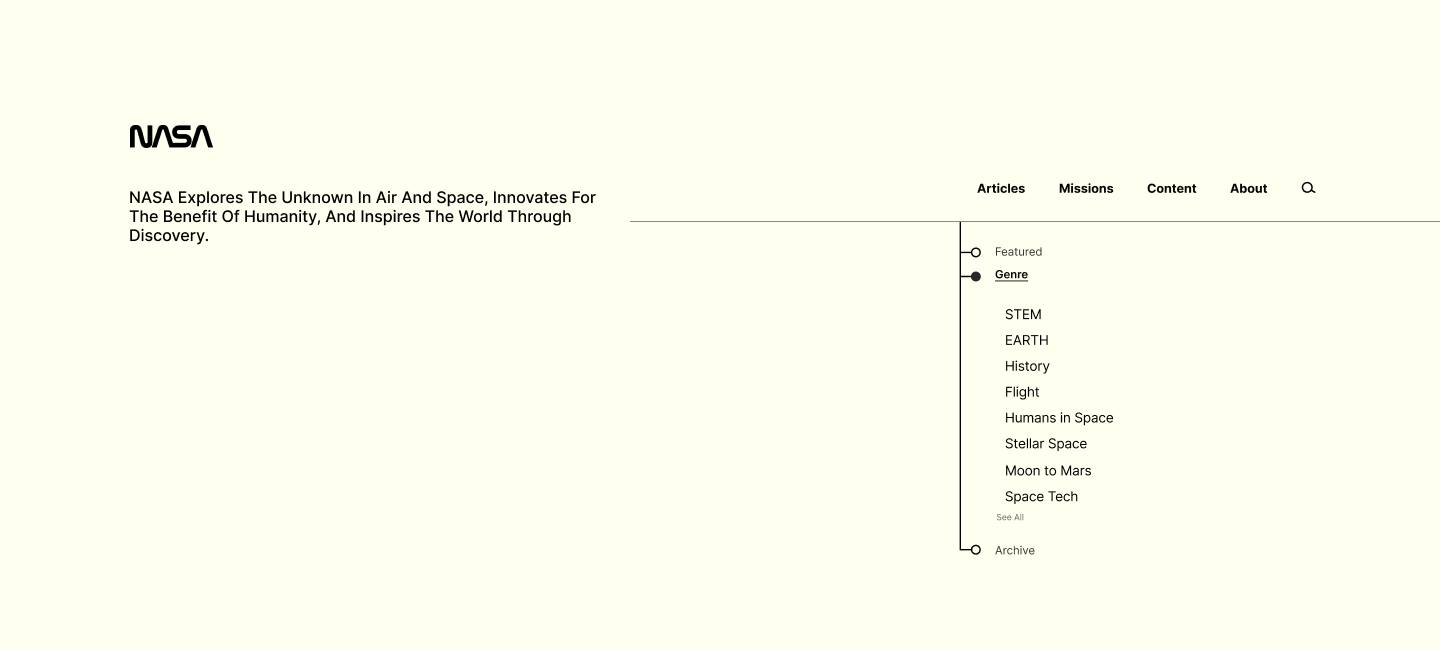 NASA
NASA Explores The Unknown In Air And Space, Innovates For
The Benefit Of Humanity, And Inspires The World Through
Discovery.
Articles Missions Content About
Featured
Genre
STEM
EARTH
History
Flight
Humans in Space
Stellar Space
Moon to Mars
Space Tech
See All
Archive